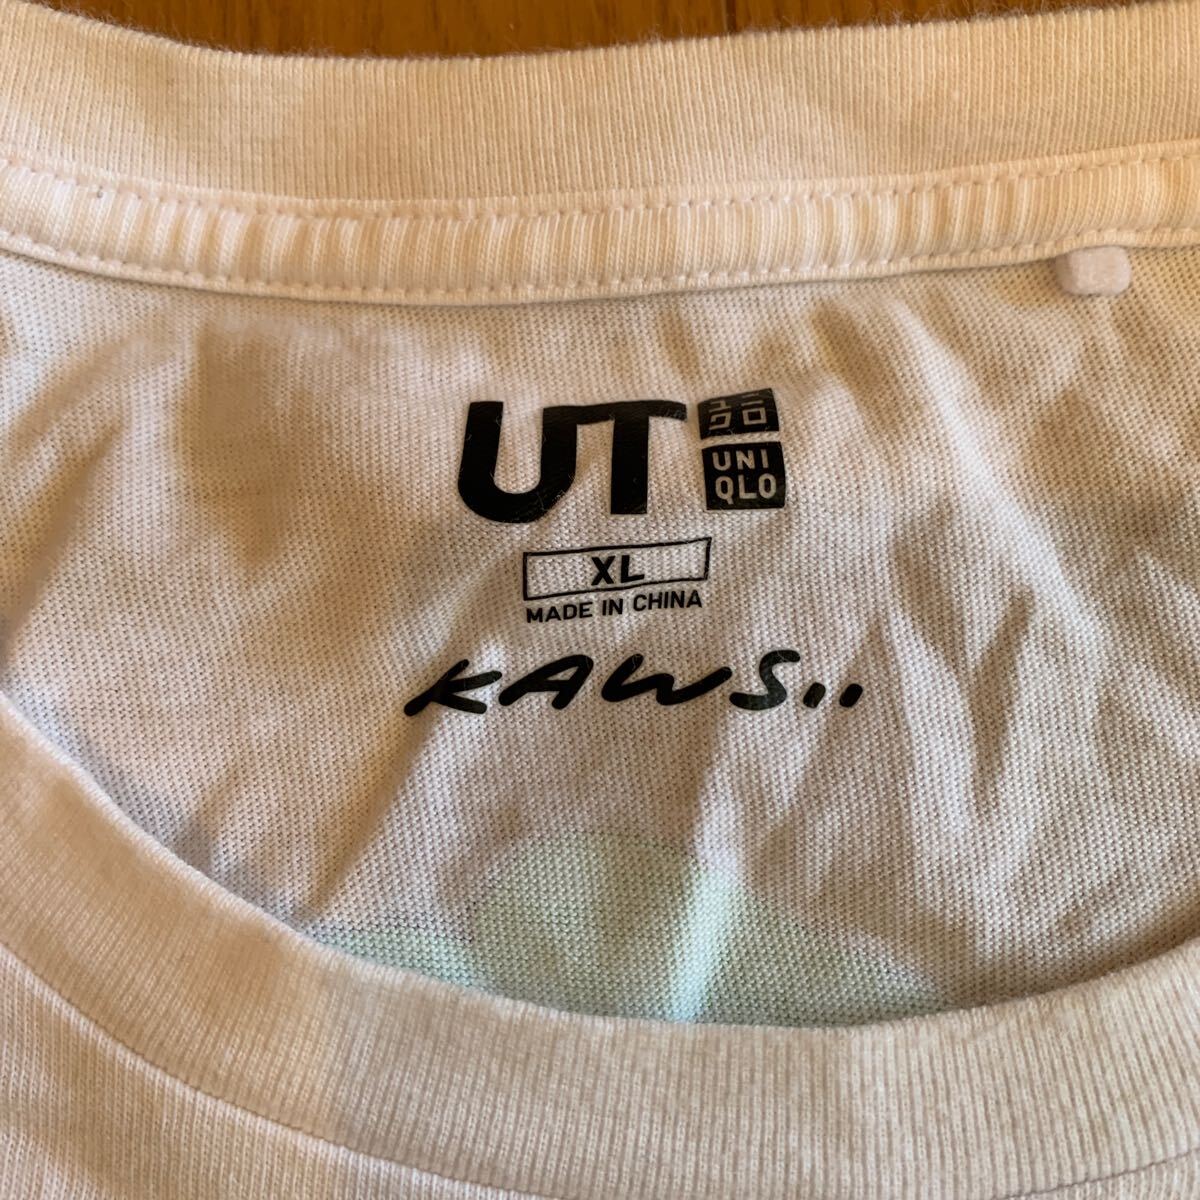 UT
ユニ
クロ
UNI
QLO
XL
MADE IN CHINA
KAWS..